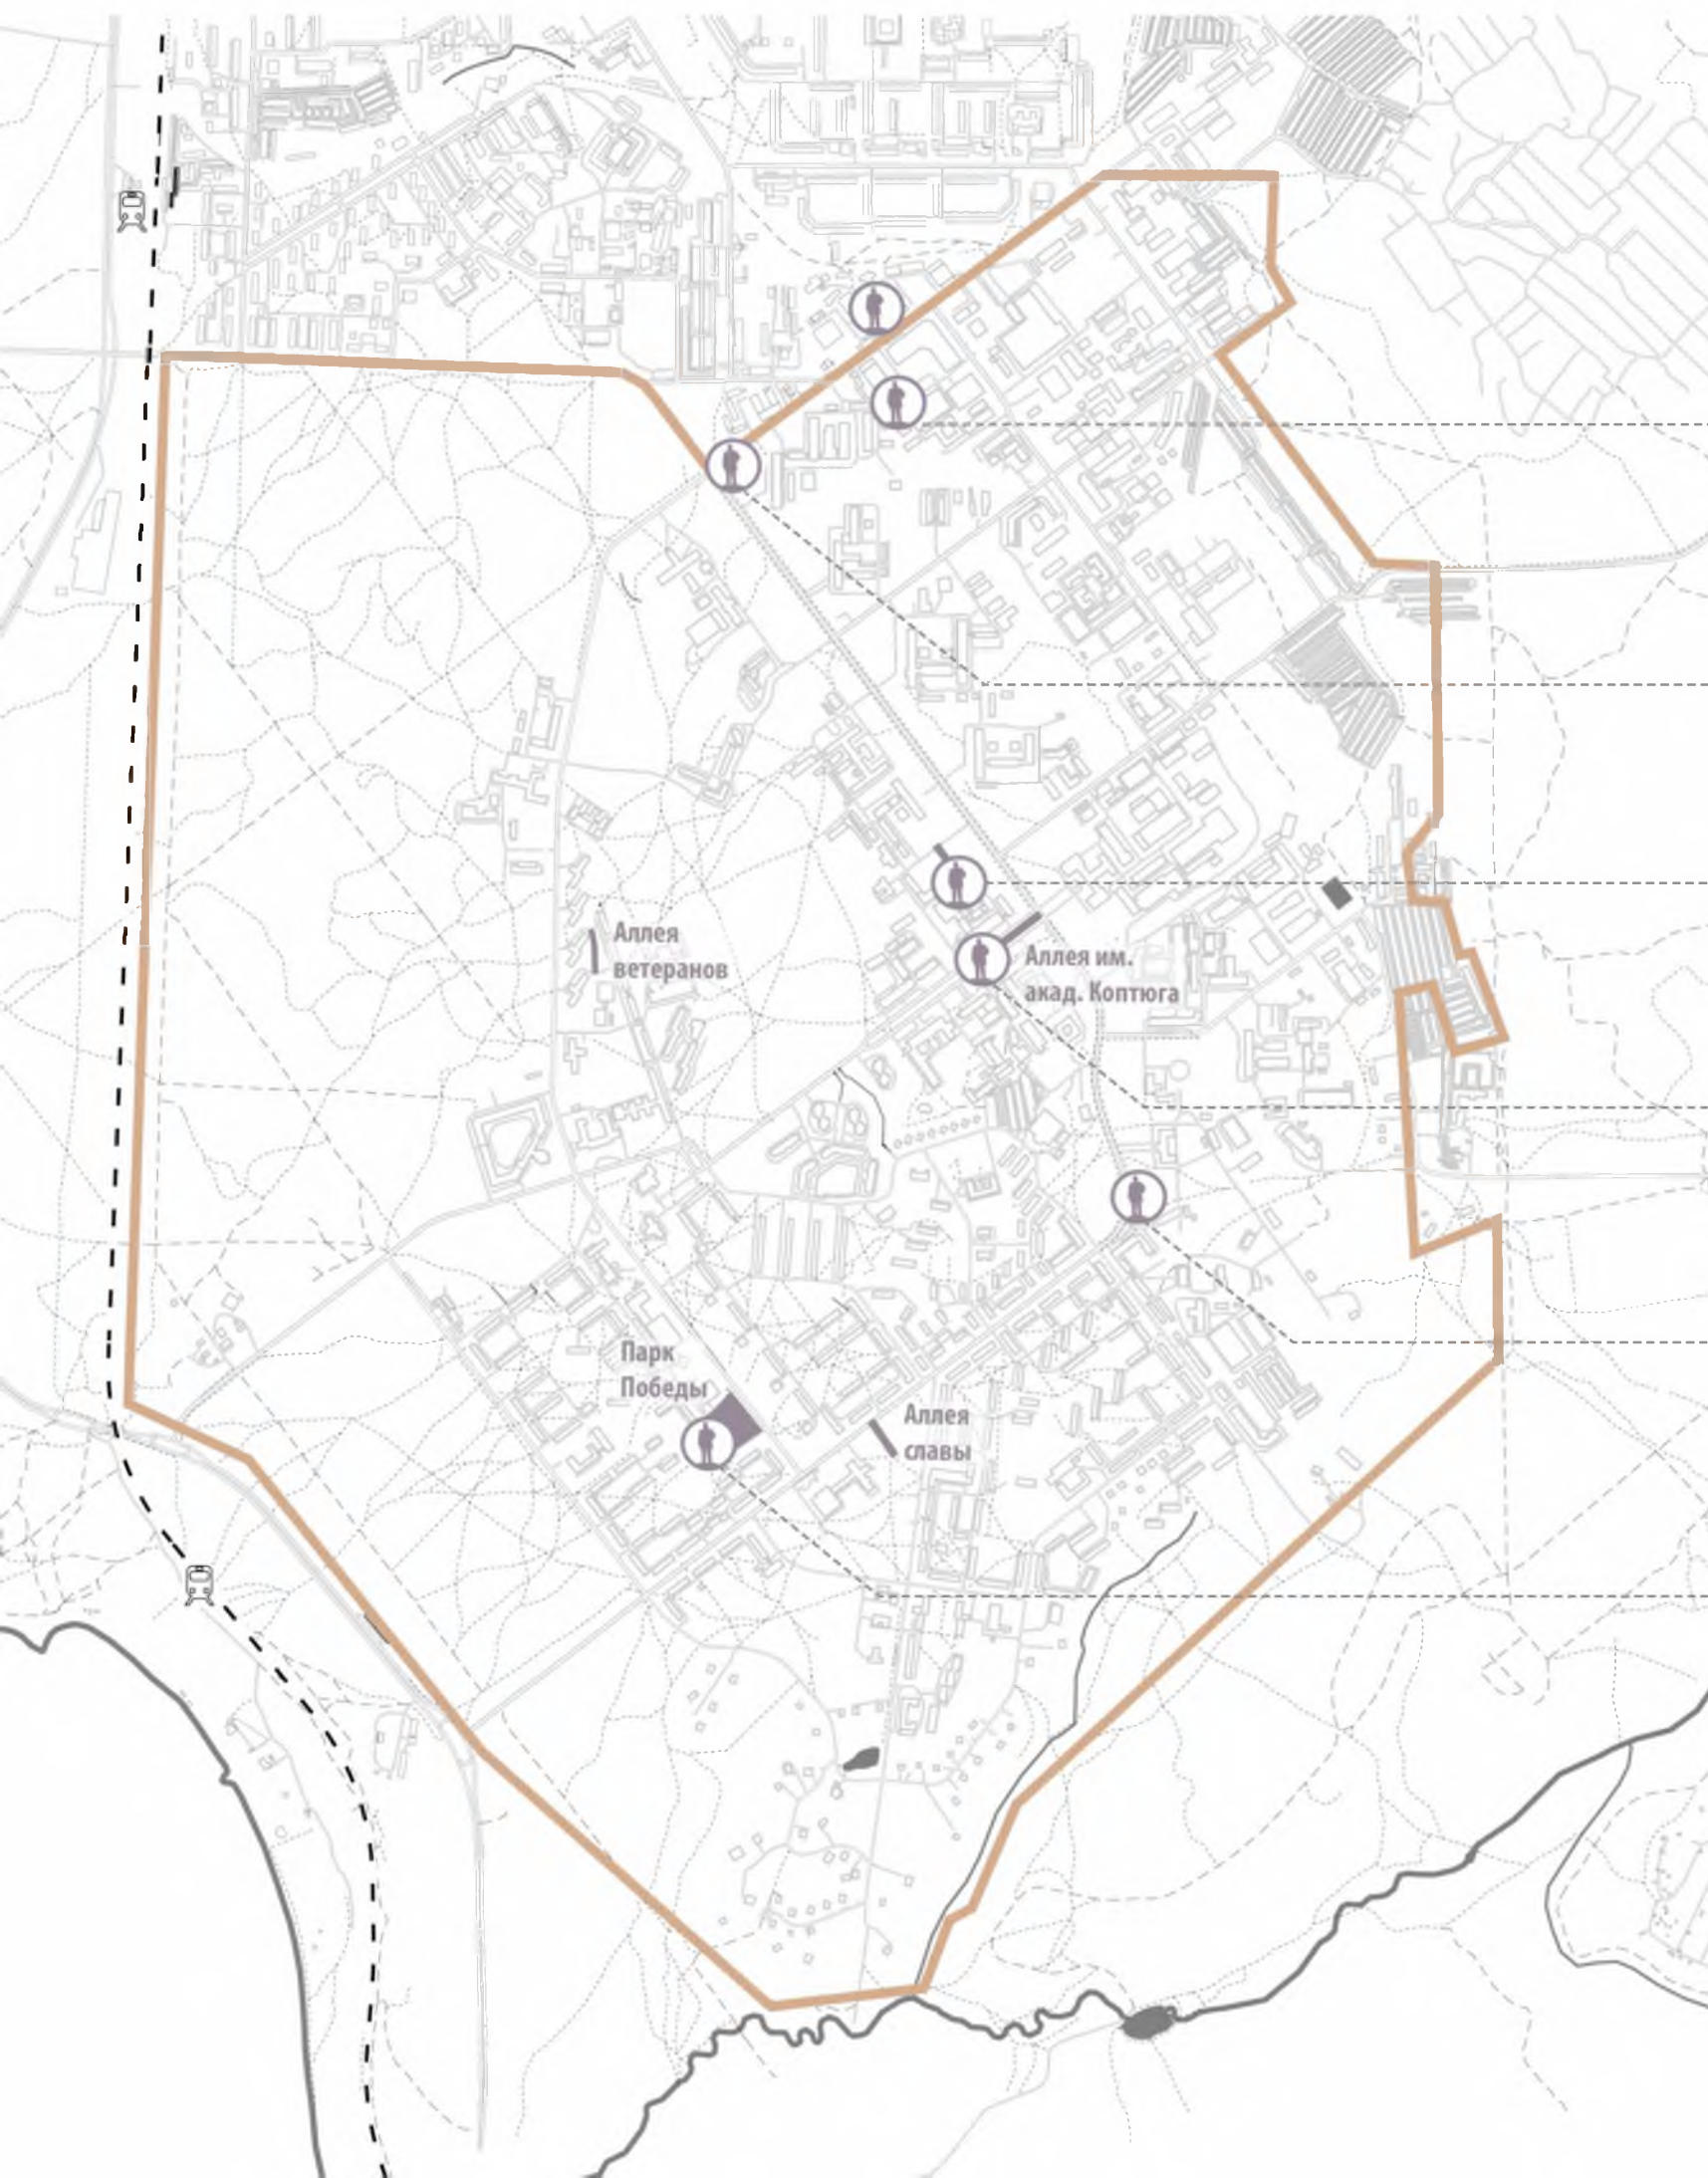 Аллея
ветеранов
Аллея им.
акад. Коптюга
Парк
Победы
Аллея
славы